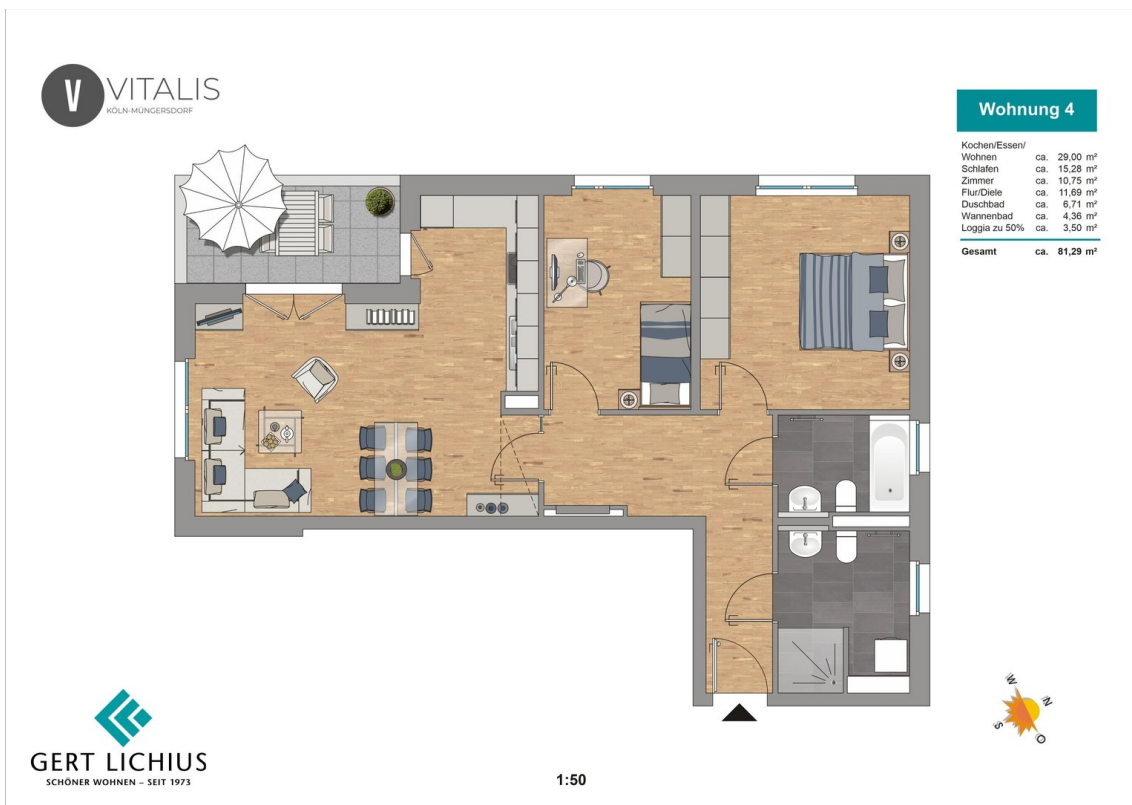 V VITALIS
KÖLN-MÜNGERSDORF
Wohnung 4
Kochen/Essen/
Wohnen ca. 29,00 m²
Schlafen ca. 15,28 m²
Zimmer ca. 10,75 m²
Flur/Diele ca. 11,69 m²
Duschbad ca. 6,71 m²
Wannenbad ca. 4,36 m²
Loggia zu 50% ca. 3,50 m²
Gesamt ca. 81,29 m²
W
N
S
O
GERT LICHIUS
SCHÖNER WOHNEN – SEIT 1973
1:50